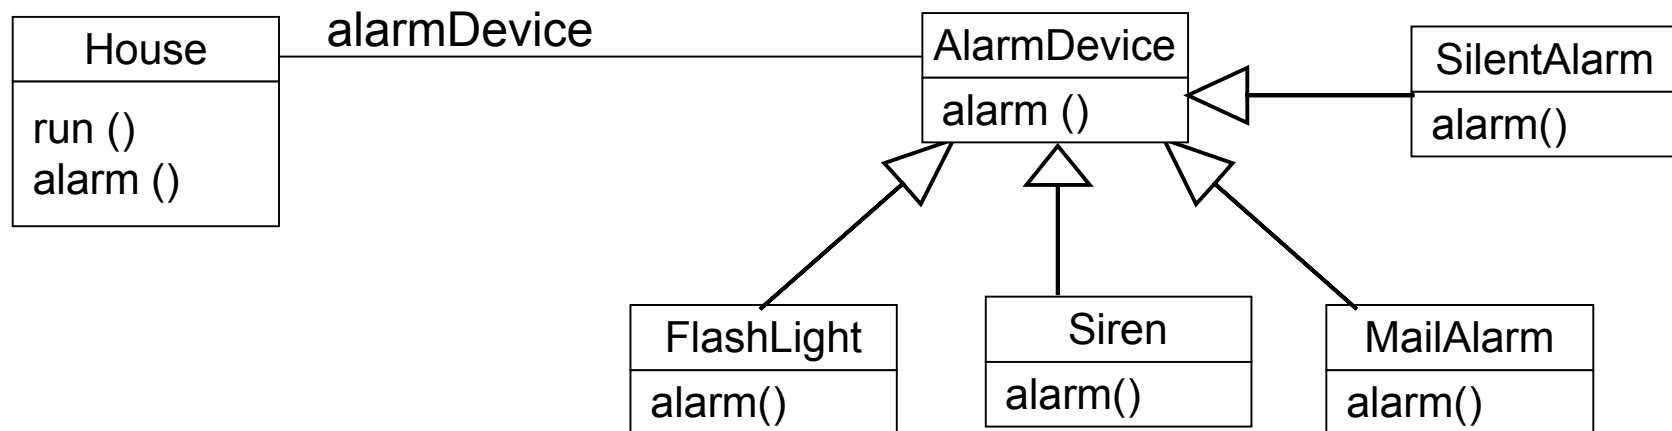 House
run ()
alarm ()
alarmDevice
AlarmDevice
alarm ()
SilentAlarm
alarm()
FlashLight
alarm()
Siren
alarm()
MailAlarm
alarm()